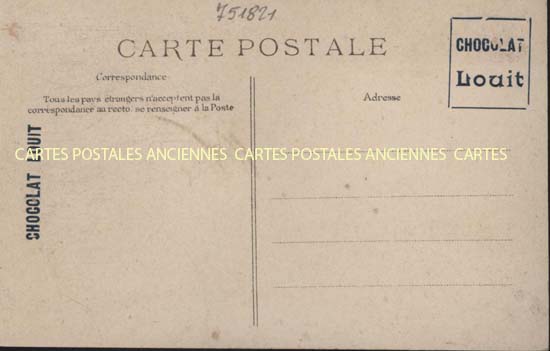 751821
CARTE POSTALE
CHOCOLAT
Louit
Correspondance
Tous les pays étrangers n'acceptent pas la
correspondance au recto, se renseigner à la Poste
Adresse
CHOCOLAT LOUIT
CARTES POSTALES ANCIENNES CARTES POSTALES ANCIENNES CARTES